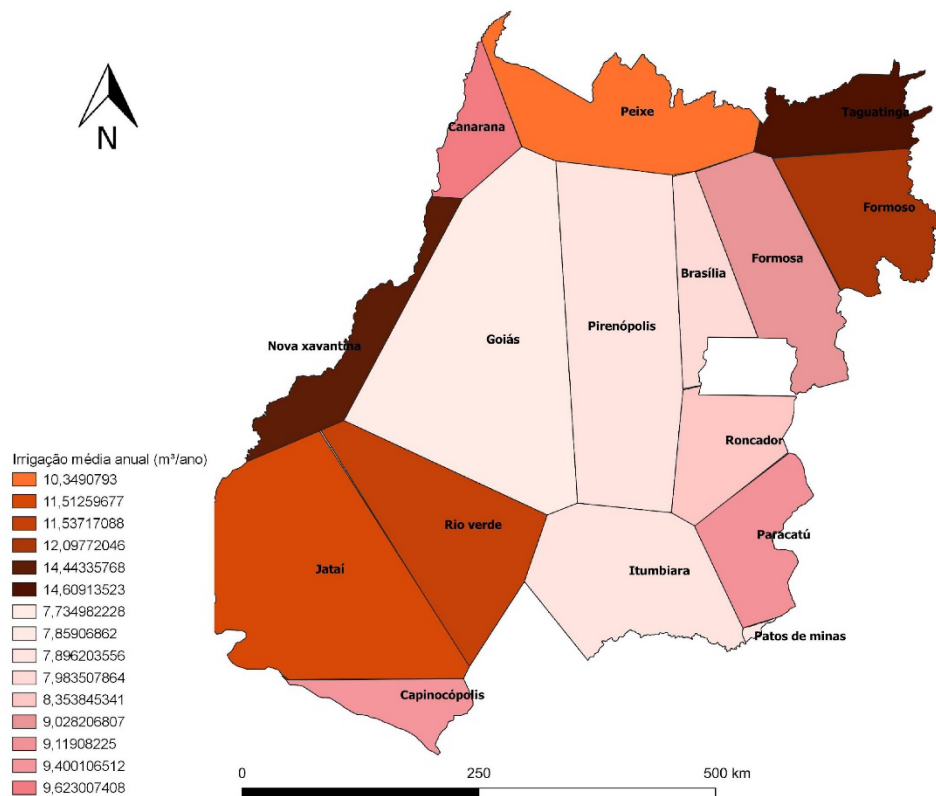 Peixe
Taguatinga
Canarana
Formoso
N
Formosa
Brasília
Pirenópolis
Goiás
Nova xavantina
Roncador
Irrigação média anual (m³/ano)
10,3490793
11,51259677
11,53717088
12,09772046
14,44335768
14,60913523
7,734982228
7,85906862
7,896203556
7,983507864
8,353845341
9,028206807
9,11908225
9,400106512
9,623007408
Rio verde
Paracatú
Jataí
Itumbiara
Patos de minas
Capinocópolis
0 250 500 km